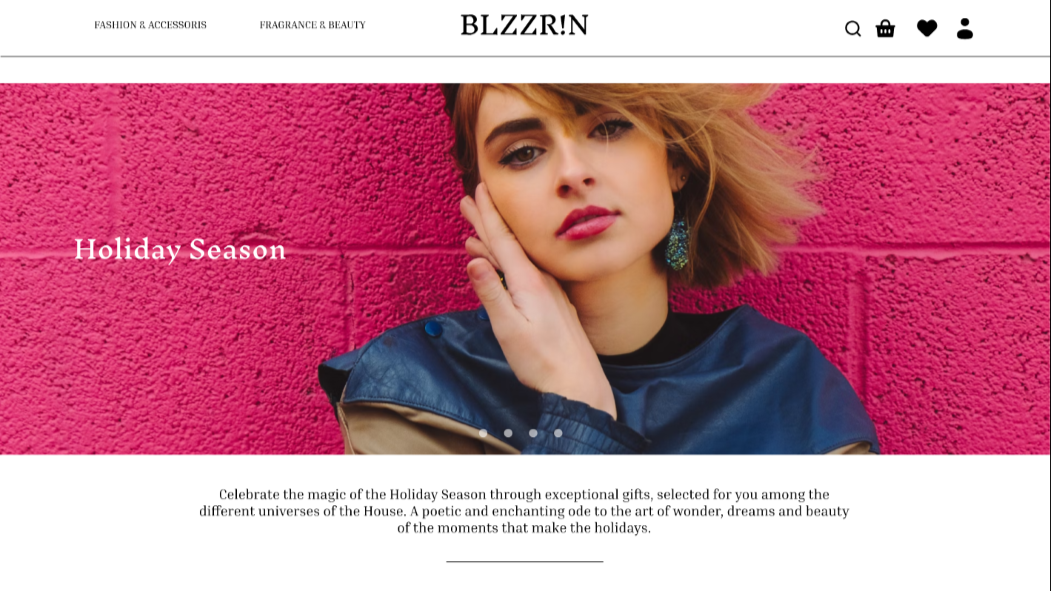 FASHION & ACCESSORIS
FRAGRANCE & BEAUTY
BLZZR!N
Holiday Season
Celebrate the magic of the Holiday Season through exceptional gifts, selected for you among the
different universes of the House. A poetic and enchanting ode to the art of wonder, dreams and beauty
of the moments that make the holidays.